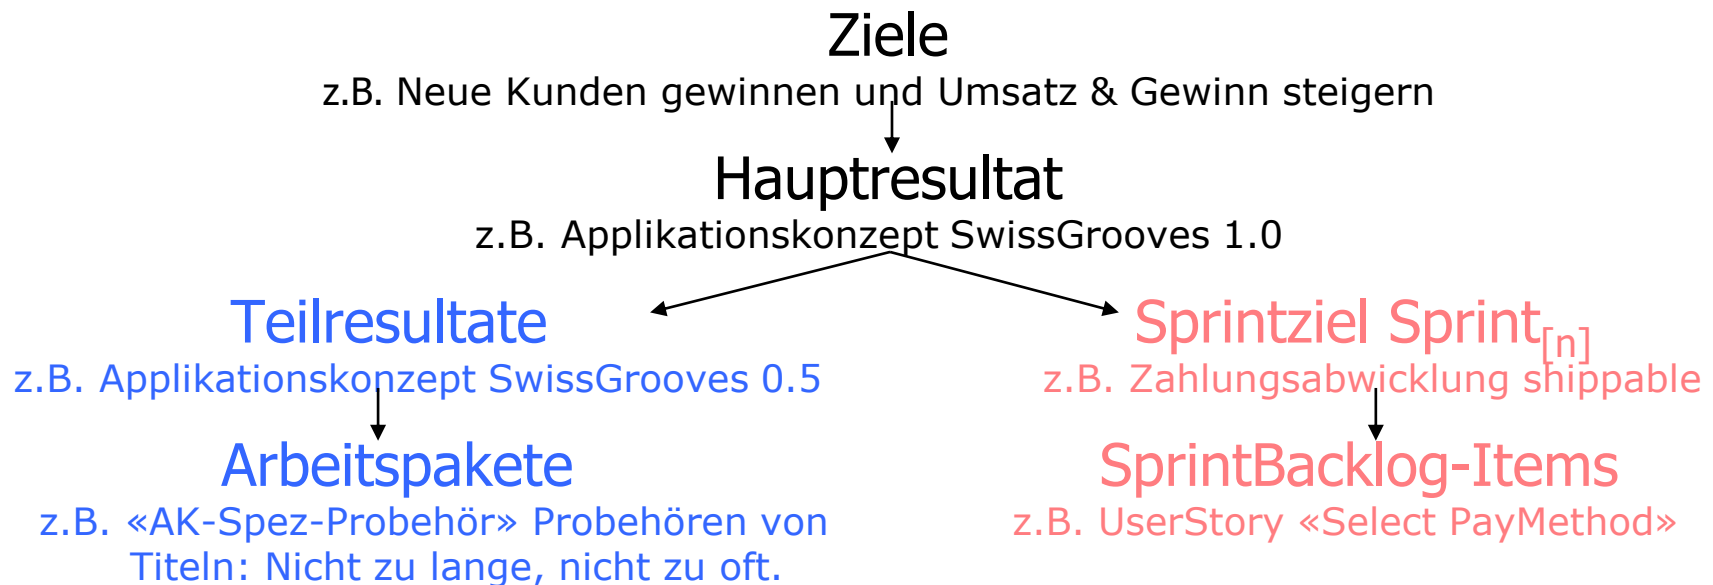 Ziele
z.B. Neue Kunden gewinnen und Umsatz & Gewinn steigern
Hauptresultat
z.B. Applikationskonzept SwissGrooves 1.0
Teilresultate
z.B. Applikationskonzept SwissGrooves 0.5
Arbeitspakete
z.B. «AK-Spez-Probehör» Probehören von
Titeln: Nicht zu lange, nicht zu oft.
Sprintziel Sprint[n]
z.B. Zahlungsabwicklung shippable
SprintBacklog-Items
z.B. UserStory «Select PayMethod»